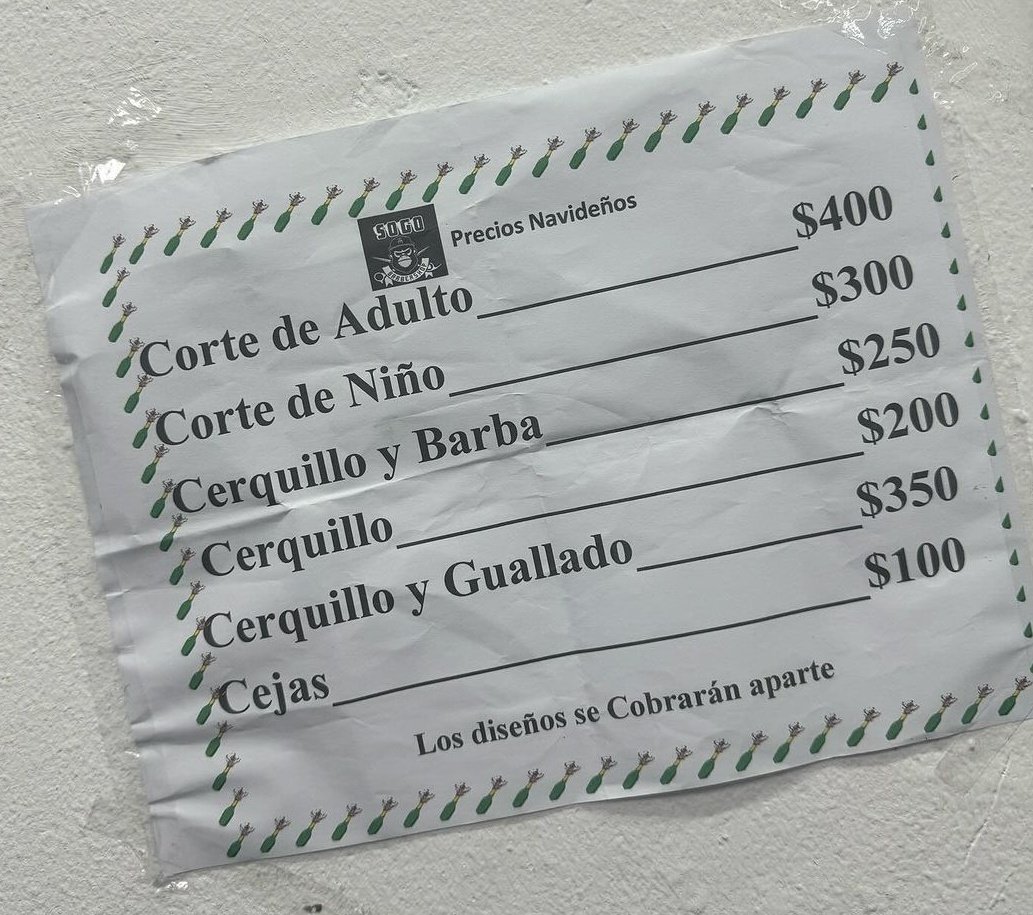 SOGO
BARBERSHOP
Precios Navideños
Corte de Adulto $400
Corte de Niño $300
Cerquillo y Barba $250
Cerquillo $200
Cerquillo y Guallado $350
Cejas $100
Los diseños se Cobrarán aparte